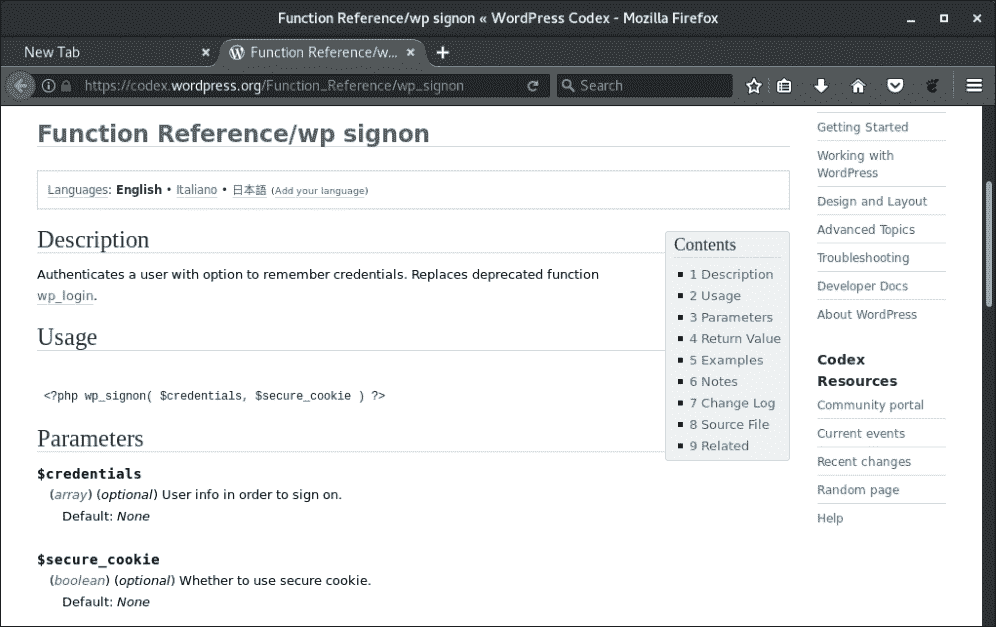 Function Reference/wp signon « WordPress Codex - Mozilla Firefox
New Tab
Function Reference/w...
https://codex.wordpress.org/Function_Reference/wp_signon
Search
Function Reference/wp signon
Languages: English • Italiano • 日本語 (Add your language)
Description
Authenticates a user with option to remember credentials. Replaces deprecated function
wp_login.
Usage
<?php wp_signon( $credentials, $secure_cookie ) ?>
Parameters
$credentials
(array) (optional) User info in order to sign on.
Default: None
$secure_cookie
(boolean) (optional) Whether to use secure cookie.
Default: None
Contents
1 Description
2 Usage
3 Parameters
4 Return Value
5 Examples
6 Notes
7 Change Log
8 Source File
9 Related
Getting Started
Working with
WordPress
Design and Layout
Advanced Topics
Troubleshooting
Developer Docs
About WordPress
Codex
Resources
Community portal
Current events
Recent changes
Random page
Help